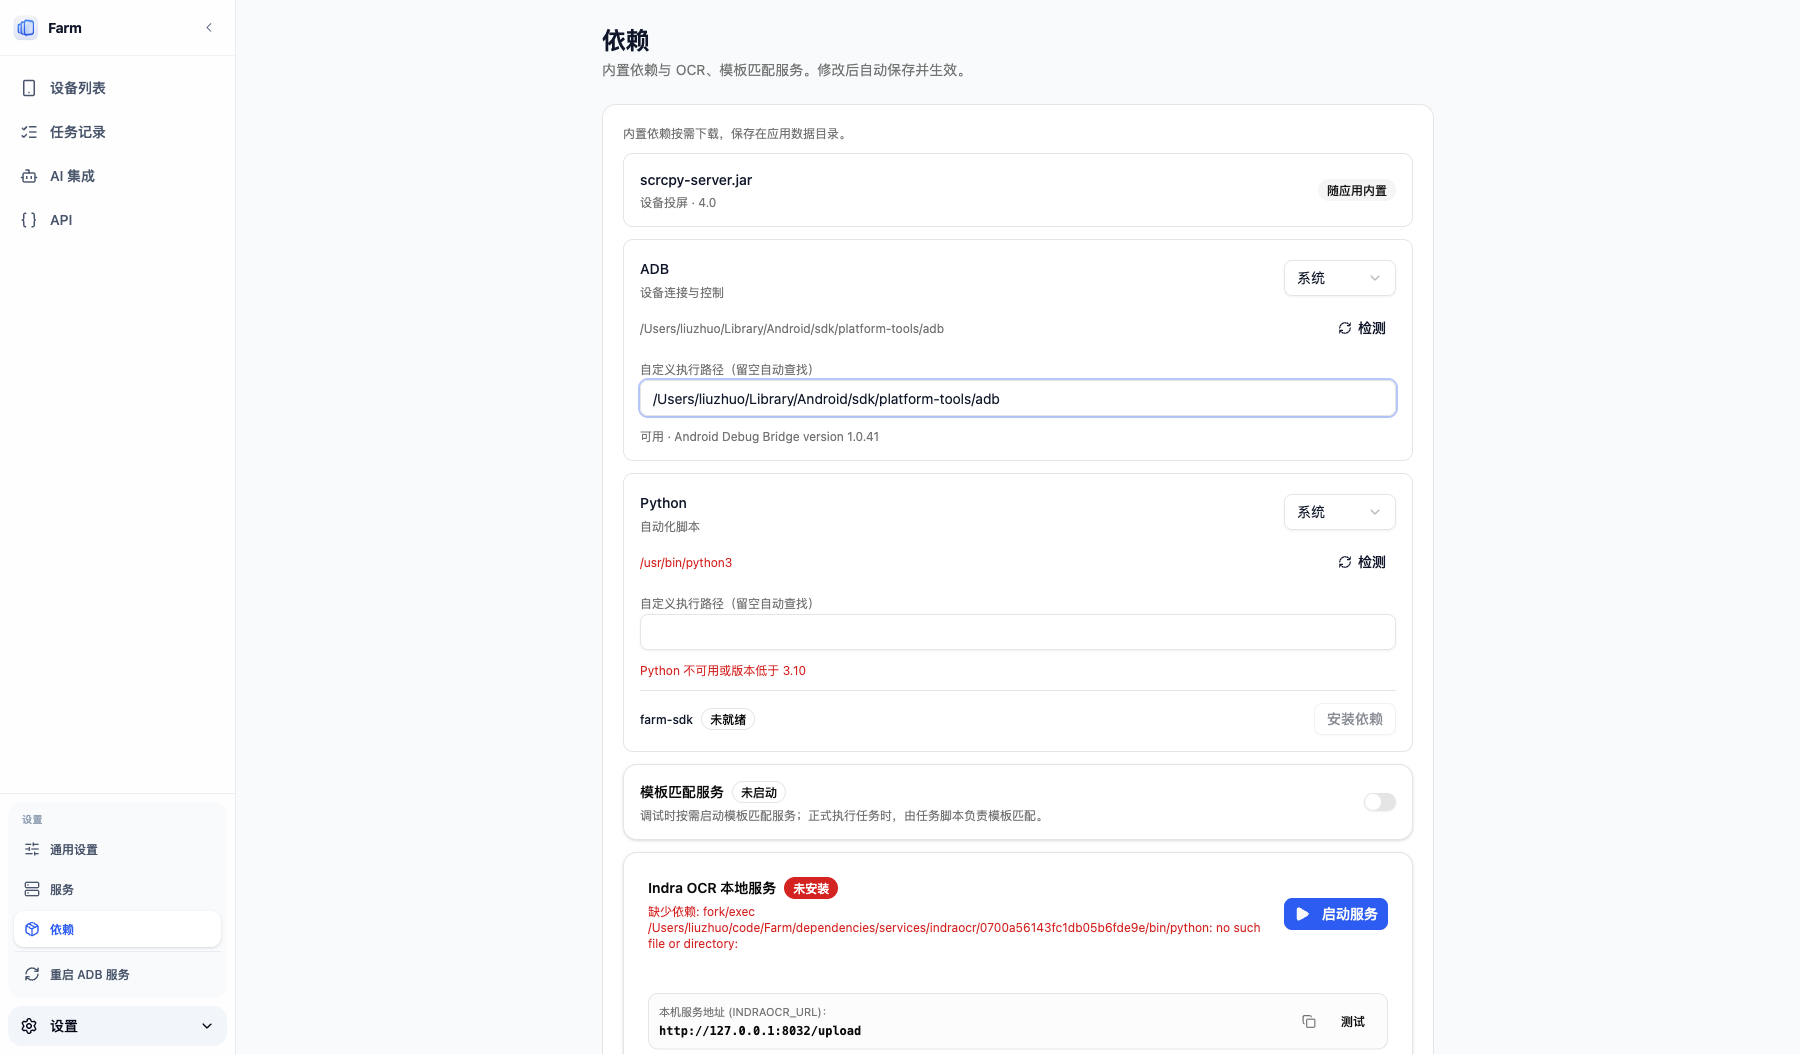 Farm
设备列表
任务记录
AI 集成
API
设置
通用设置
服务
依赖
重启 ADB 服务
设置
依赖
内置依赖与 OCR、模板匹配服务。修改后自动保存并生效。
内置依赖按需下载，保存在应用数据目录。
scrcpy-server.jar
设备投屏 · 4.0
随应用内置
ADB
设备连接与控制
系统
/Users/liuzhuo/Library/Android/sdk/platform-tools/adb
检测
自定义执行路径（留空自动查找）
/Users/liuzhuo/Library/Android/sdk/platform-tools/adb
可用 · Android Debug Bridge version 1.0.41
Python
自动化脚本
系统
/usr/bin/python3
检测
自定义执行路径（留空自动查找）
Python 不可用或版本低于 3.10
farm-sdk 未就绪
安装依赖
模板匹配服务 未启动
调试时按需启动模板匹配服务；正式执行任务时，由任务脚本负责模板匹配。
Indra OCR 本地服务 未安装
缺少依赖: fork/exec
/Users/liuzhuo/code/Farm/dependencies/services/indraocr/0700a56143fc1db05b6fde9e/bin/python: no such
file or directory:
启动服务
本机服务地址 (INDRAOCR_URL)：
http://127.0.0.1:8032/upload
测试